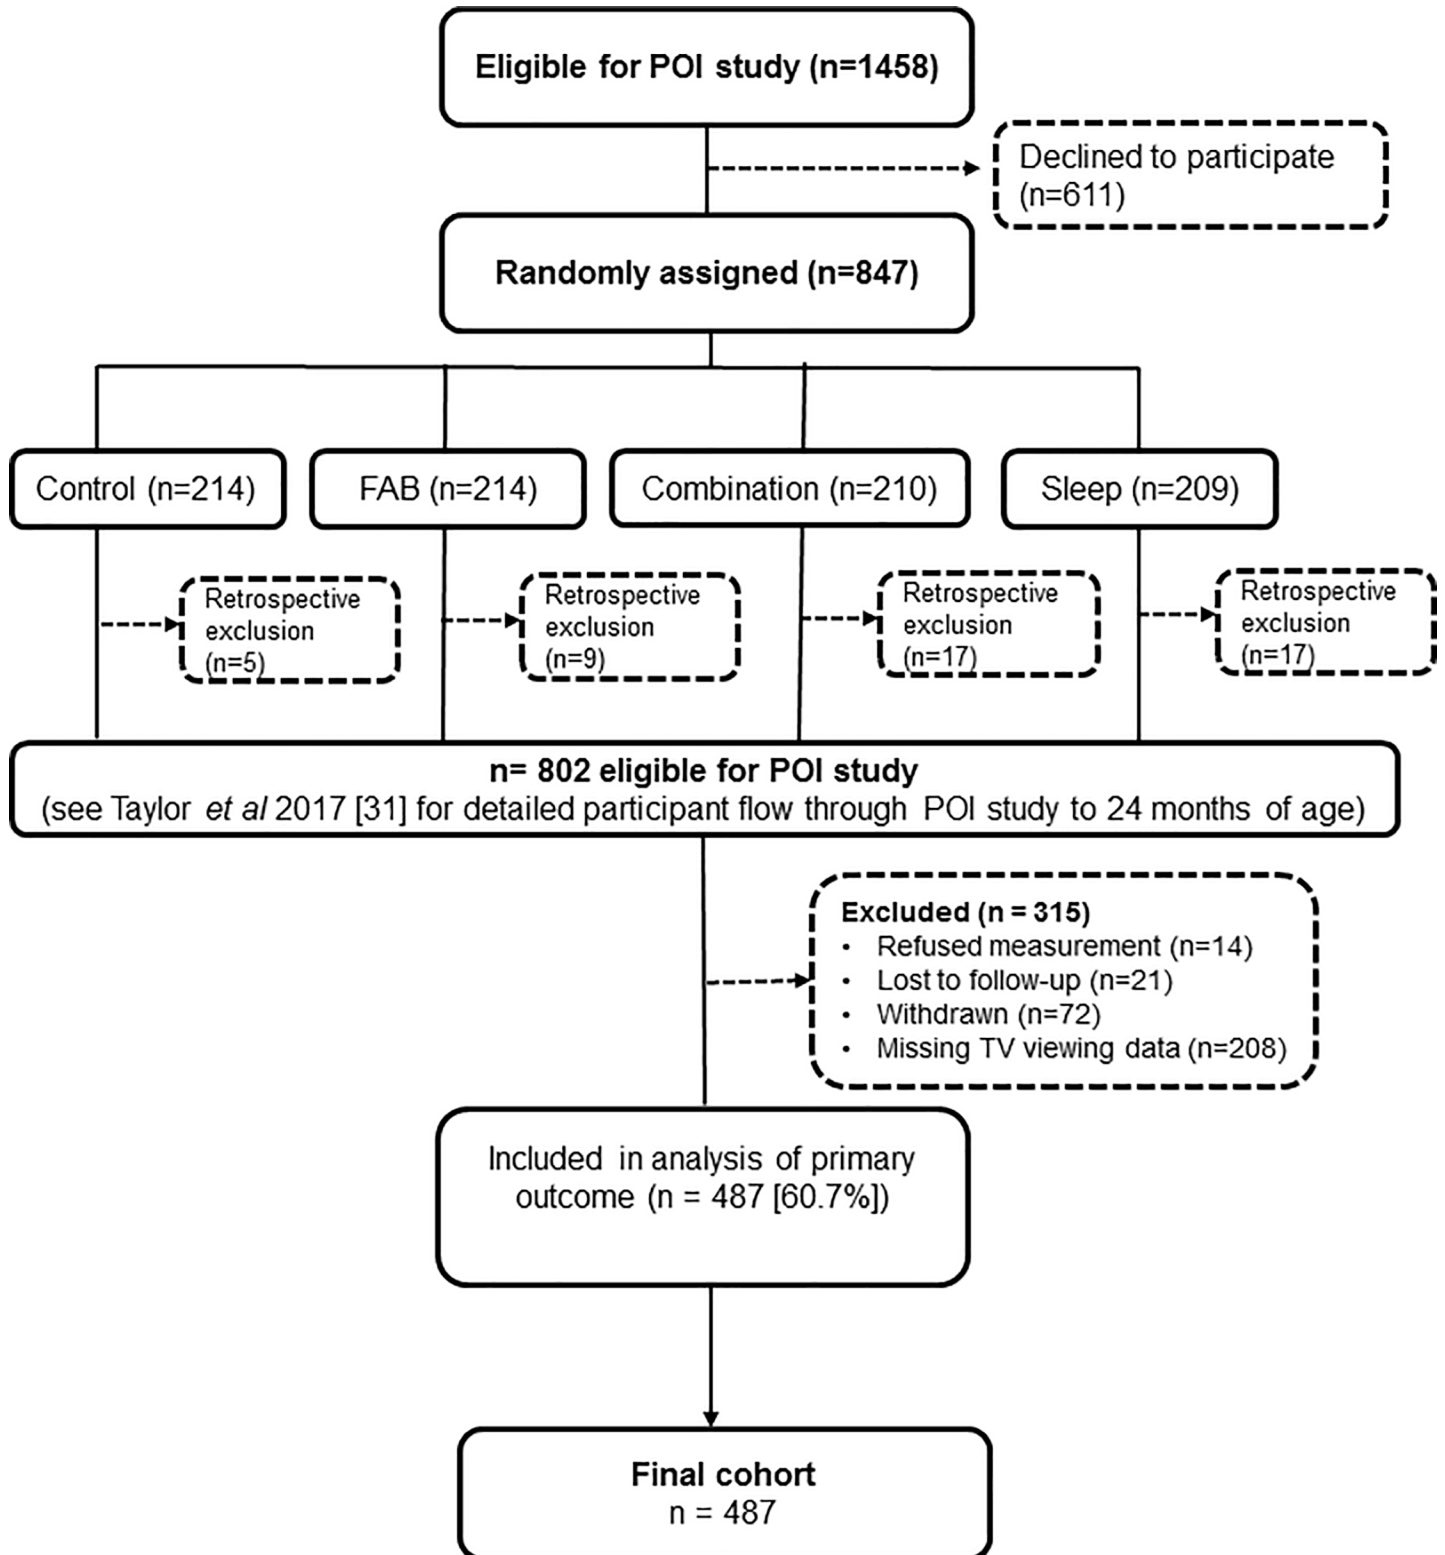 Eligible for POI study (n=1458)
Declined to participate
(n=611)
Randomly assigned (n=847)
Control (n=214)
FAB (n=214)
Combination (n=210)
Sleep (n=209)
Retrospective
exclusion
(n=5)
Retrospective
exclusion
(n=9)
Retrospective
exclusion
(n=17)
Retrospective
exclusion
(n=17)
n= 802 eligible for POI study
(see Taylor et al 2017 [31] for detailed participant flow through POI study to 24 months of age)
Excluded (n = 315)
• Refused measurement (n=14)
• Lost to follow-up (n=21)
• Withdrawn (n=72)
• Missing TV viewing data (n=208)
Included in analysis of primary
outcome (n = 487 [60.7%])
Final cohort
n = 487